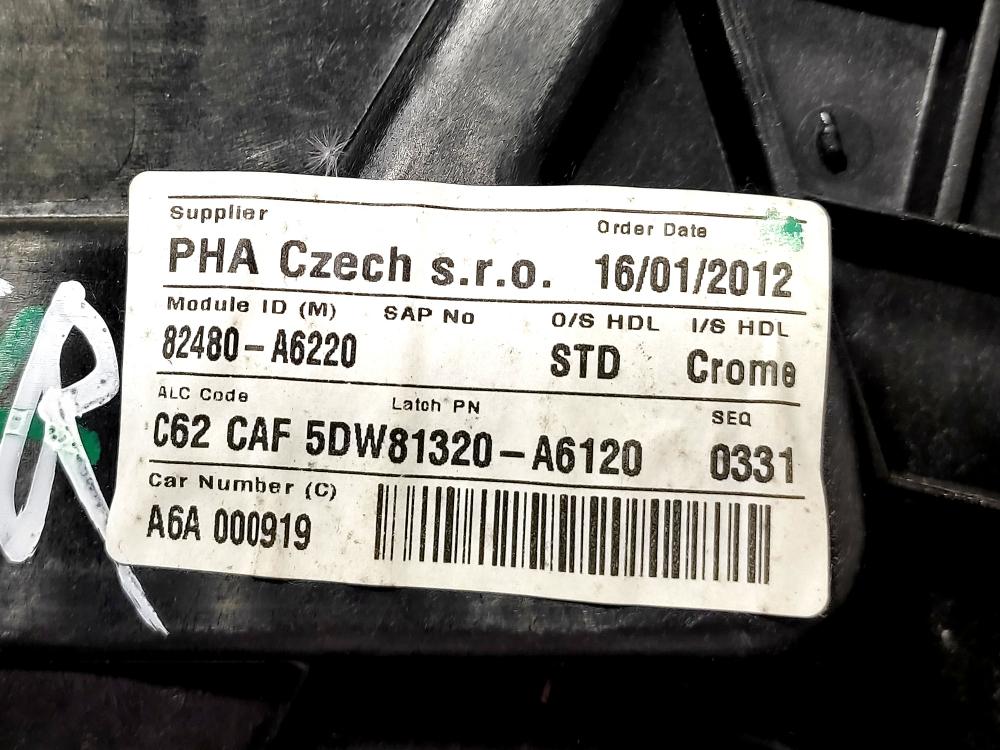 Supplier Order Date
PHA Czech s.r.o. 16/01/2012
Module ID (M) SAP No O/S HDL I/S HDL
82480-A6220 STD Crome
ALC Code Latch PN SEQ
C62 CAF 5DW81320-A6120 0331
Car Number (C)
A6A 000919
R